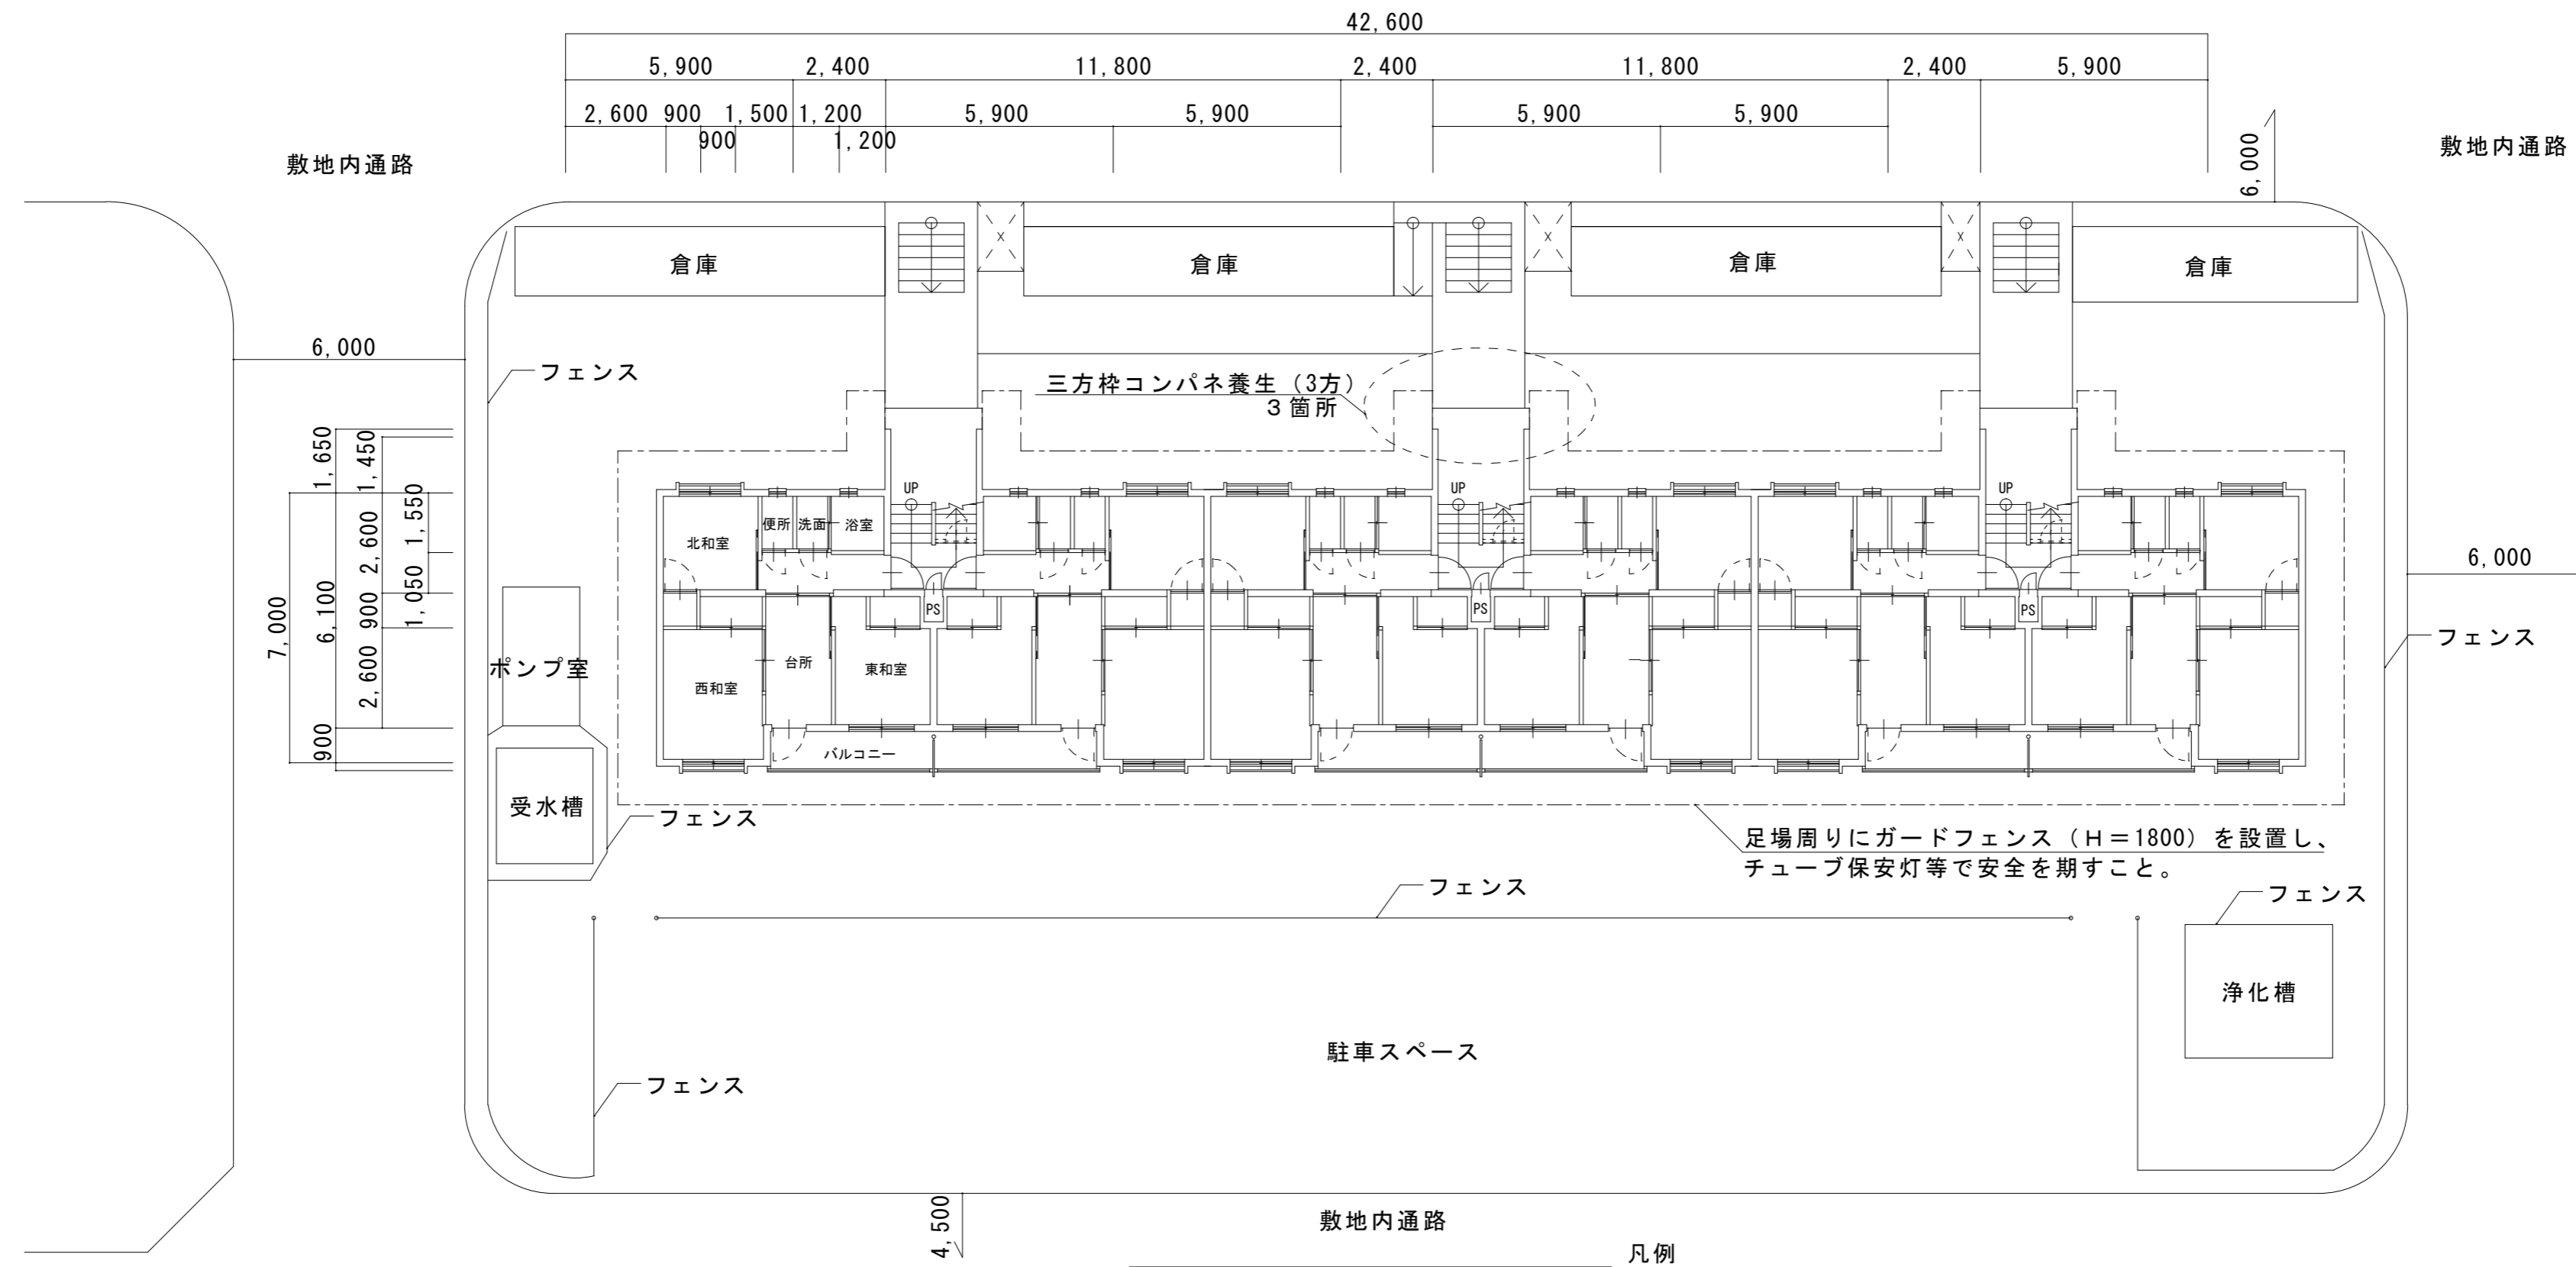 42,600
5,900
2,400
11,800
2,400
11,800
2,400
5,900
2,600
900
900
1,500
1,200
1,200
5,900
5,900
5,900
5,900
6,000
敷地内通路
敷地内通路
倉庫
倉庫
倉庫
倉庫
6,000
フェンス
三方枠コンパネ養生（3方）
３箇所
1,650
1,450
1,550
2,600
1,050
900
6,100
7,000
2,600
900
UP
UP
UP
北和室
便所
洗面
浴室
PS
PS
PS
6,000
フェンス
ポンプ室
西和室
台所
東和室
バルコニー
受水槽
フェンス
足場周りにガードフェンス（Ｈ＝1800）を設置し、
チューブ保安灯等で安全を期すこと。
フェンス
フェンス
浄化槽
駐車スペース
フェンス
4,500
敷地内通路
凡例